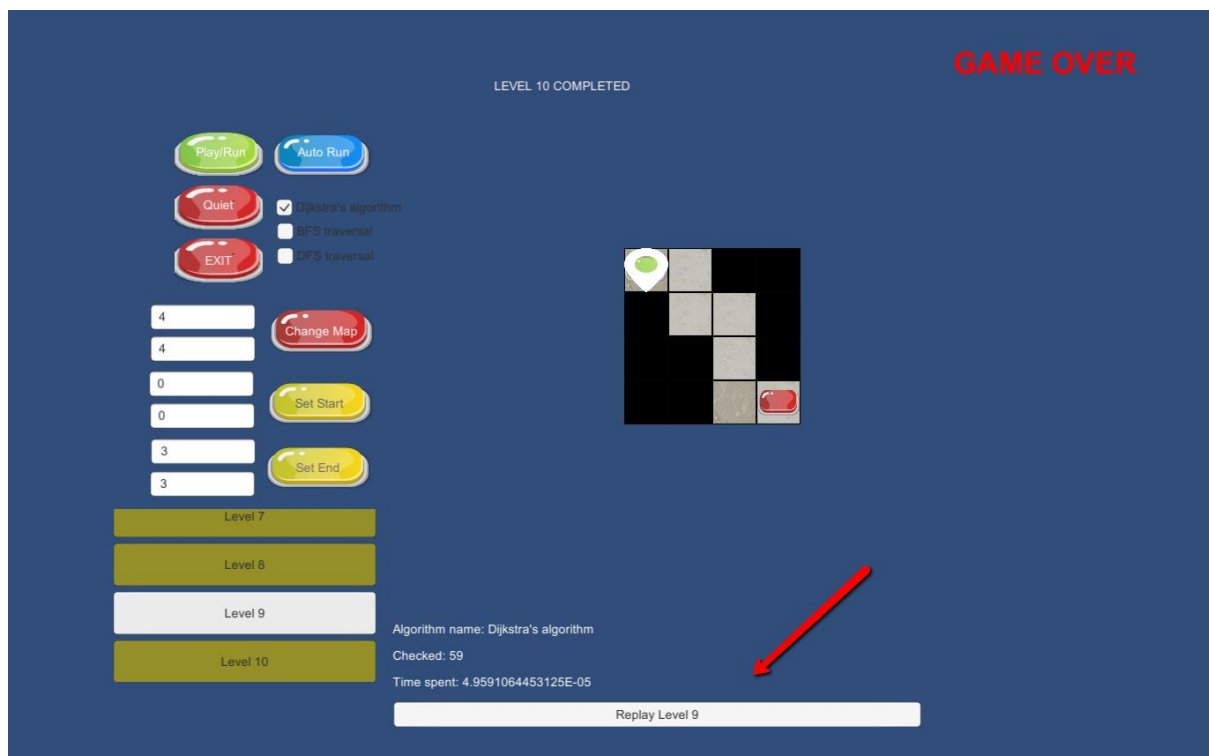 GAME OVER
LEVEL 10 COMPLETED
Play/Run
Auto Run
Quiet
Dijkstra's algorithm
BFS traversal
EXIT
DFS traversal
4
Change Map
4
0
Set Start
0
3
Set End
3
Level 7
Level 8
Level 9
Level 10
Algorithm name: Dijkstra's algorithm
Checked: 59
Time spent: 4.9591064453125E-05
Replay Level 9